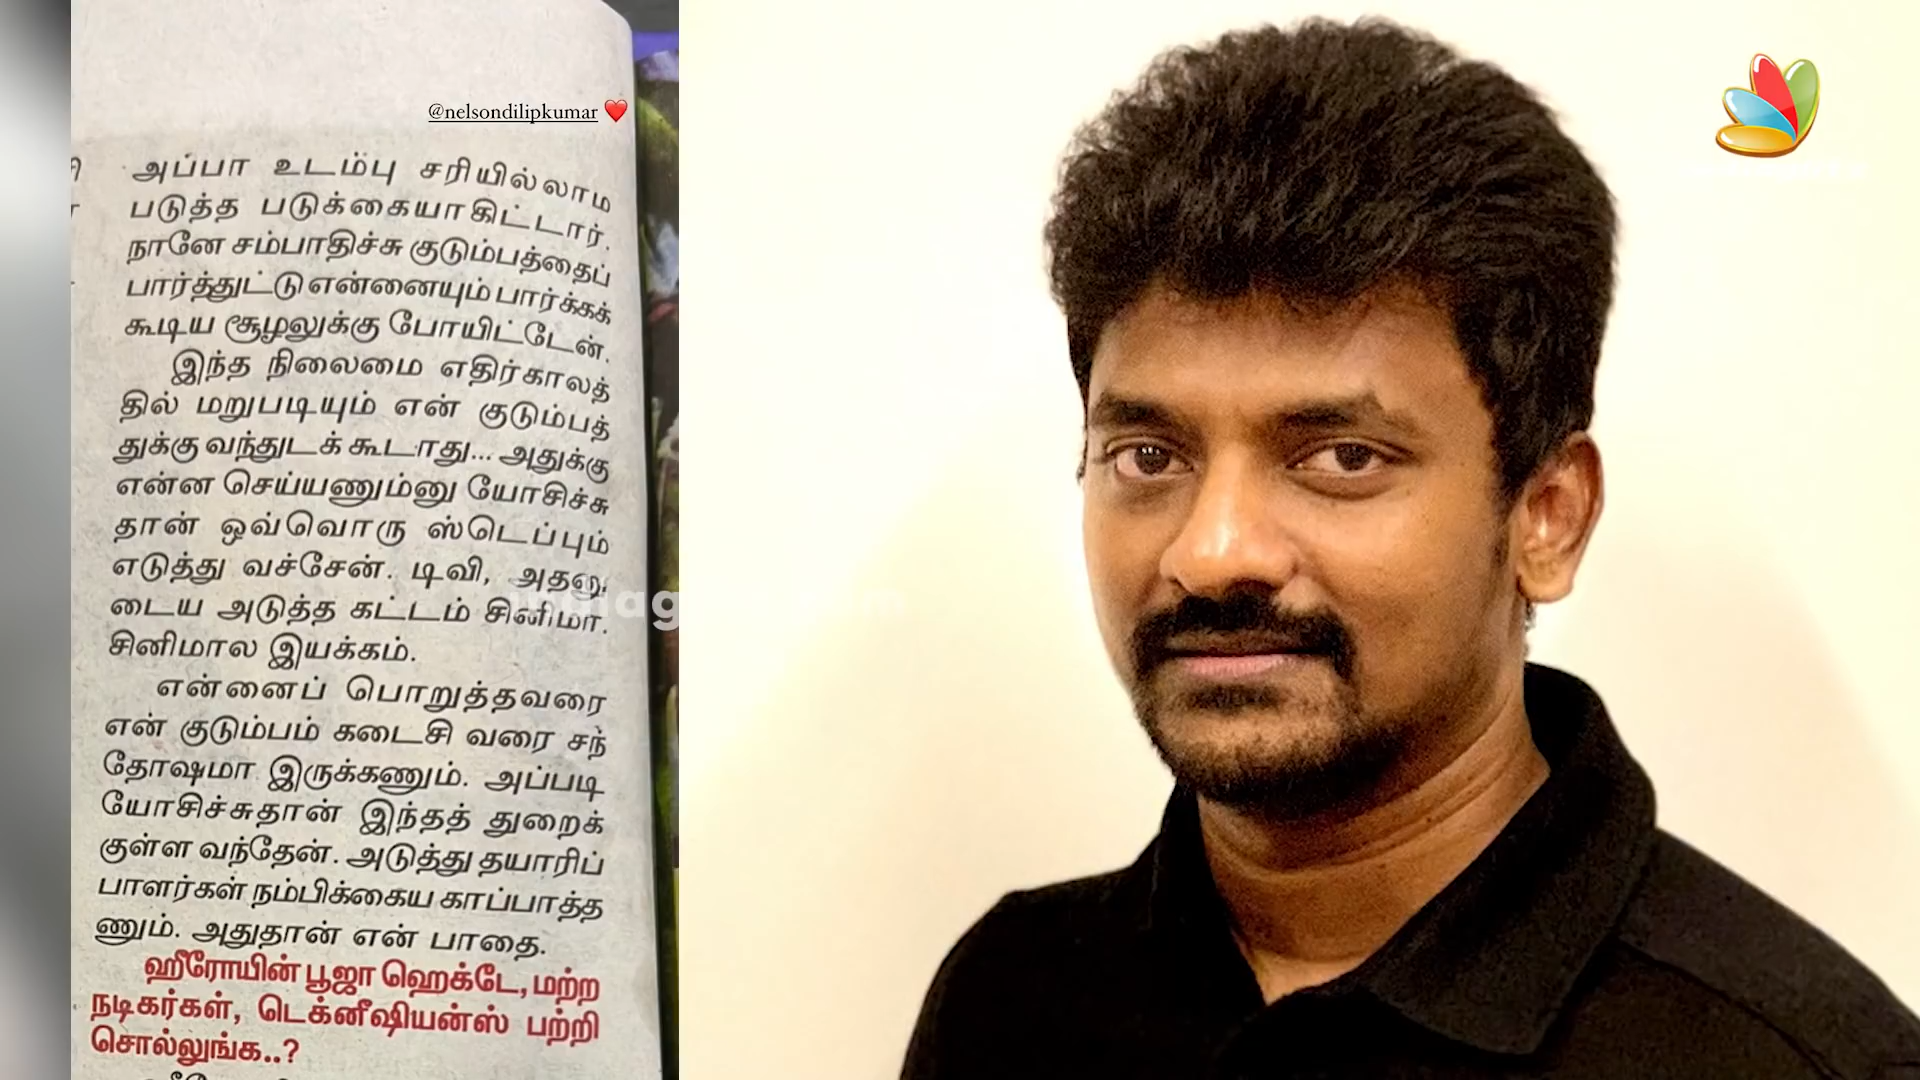 @nelsondilipkumar ❤️
அப்பா உடம்பு சரியில்லாம
படுத்த படுக்கையாகிட்டார்.
நானே சம்பாதிச்சு குடும்பத்தைப்
பார்த்துட்டு என்னையும் பார்க்கக்
கூடிய சூழலுக்கு போயிட்டேன்.
இந்த நிலைமை எதிர்காலத்
தில் மறுபடியும் என் குடும்பத்
துக்கு வந்துடக் கூடாது... அதுக்கு
என்ன செய்யணும்னு யோசிச்சு
தான் ஒவ்வொரு ஸ்டெப்பும்
எடுத்து வச்சேன். டிவி, அதனு
டைய அடுத்த கட்டம் சினிமா.
சினிமால இயக்கம்.
என்னைப் பொறுத்தவரை
என் குடும்பம் கடைசி வரை சந்
தோஷமா இருக்கணும். அப்படி
யோசிச்சுதான் இந்தத் துறைக்
குள்ள வந்தேன். அடுத்து தயாரிப்
பாளர்கள் நம்பிக்கைய காப்பாத்த
ணும். அதுதான் என் பாதை.
ஹீரோயின் பூஜா ஹெக்டே, மற்ற
நடிகர்கள், டெக்னீஷியன்ஸ் பற்றி
சொல்லுங்க..?